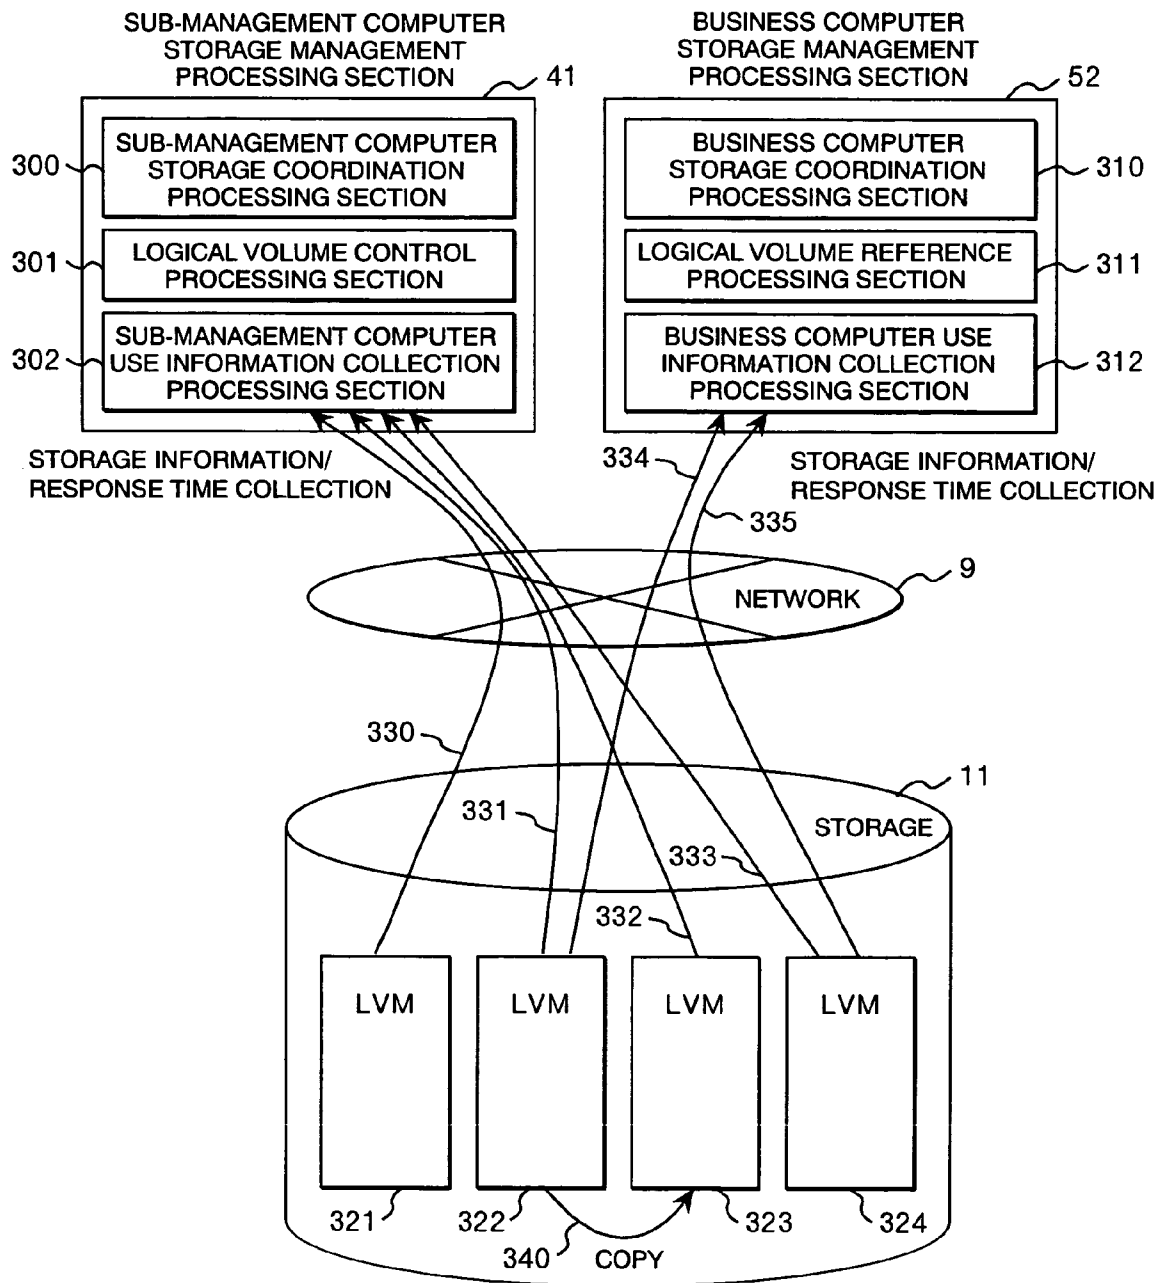 SUB-MANAGEMENT COMPUTER
STORAGE MANAGEMENT
PROCESSING SECTION
41
BUSINESS COMPUTER
STORAGE MANAGEMENT
PROCESSING SECTION
52
300
SUB-MANAGEMENT COMPUTER
STORAGE COORDINATION
PROCESSING SECTION
301
LOGICAL VOLUME CONTROL
PROCESSING SECTION
302
SUB-MANAGEMENT COMPUTER
USE INFORMATION COLLECTION
PROCESSING SECTION
BUSINESS COMPUTER
STORAGE COORDINATION
PROCESSING SECTION
310
LOGICAL VOLUME REFERENCE
PROCESSING SECTION
311
BUSINESS COMPUTER USE
INFORMATION COLLECTION
PROCESSING SECTION
312
STORAGE INFORMATION/
RESPONSE TIME COLLECTION
334
STORAGE INFORMATION/
RESPONSE TIME COLLECTION
335
9
NETWORK
330
11
331
STORAGE
333
332
LVM
LVM
LVM
LVM
321
322
323
324
340
COPY